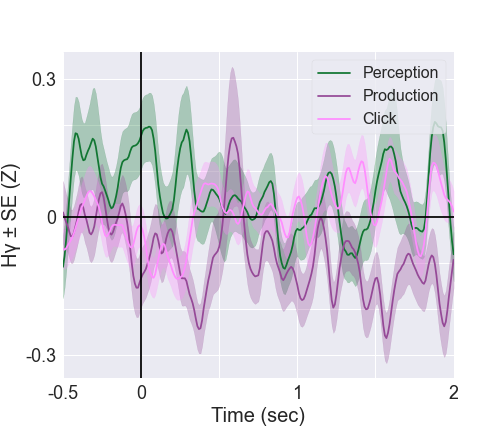 Perception
Production
Click
0.3
0
-0.3
Hγ ± SE (Z)
-0.5
0
1
2
Time (sec)